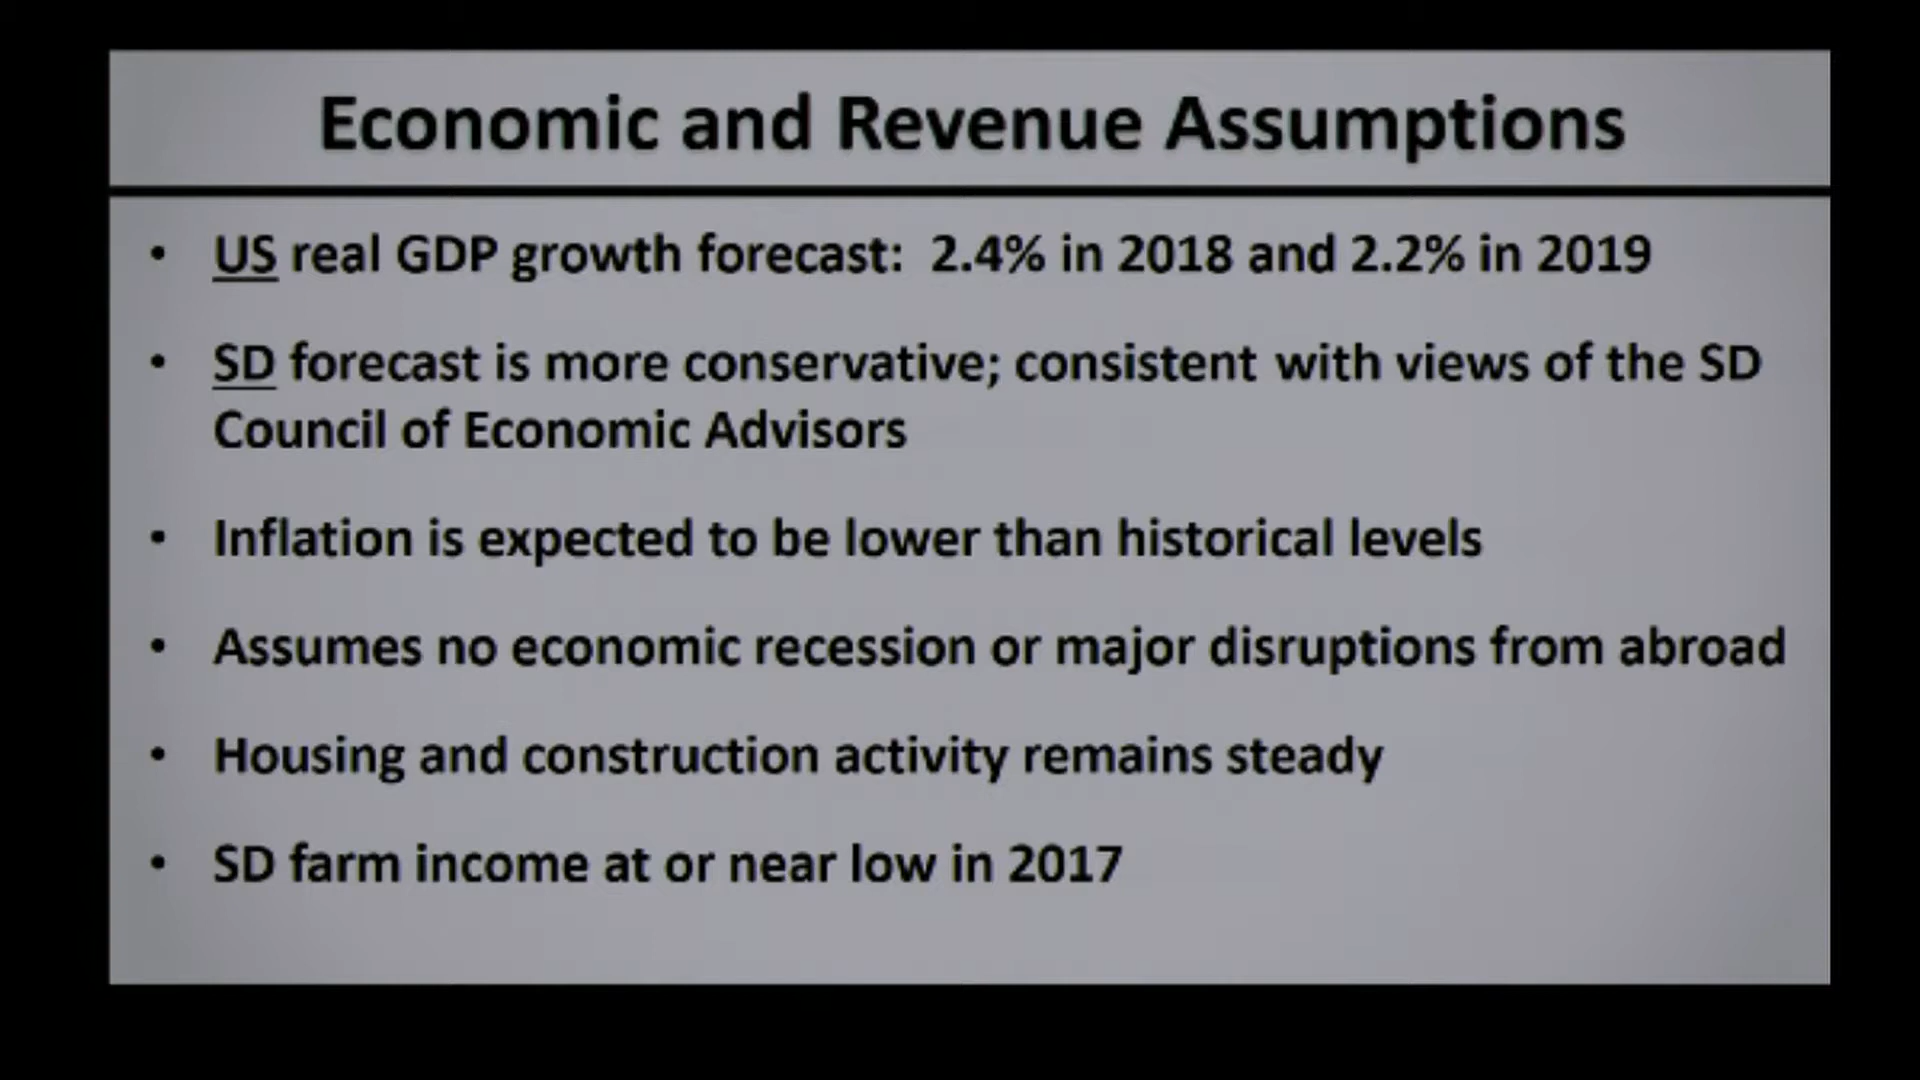 Economic and Revenue Assumptions
• US real GDP growth forecast: 2.4% in 2018 and 2.2% in 2019
• SD forecast is more conservative; consistent with views of the SD
Council of Economic Advisors
• Inflation is expected to be lower than historical levels
• Assumes no economic recession or major disruptions from abroad
• Housing and construction activity remains steady
• SD farm income at or near low in 2017